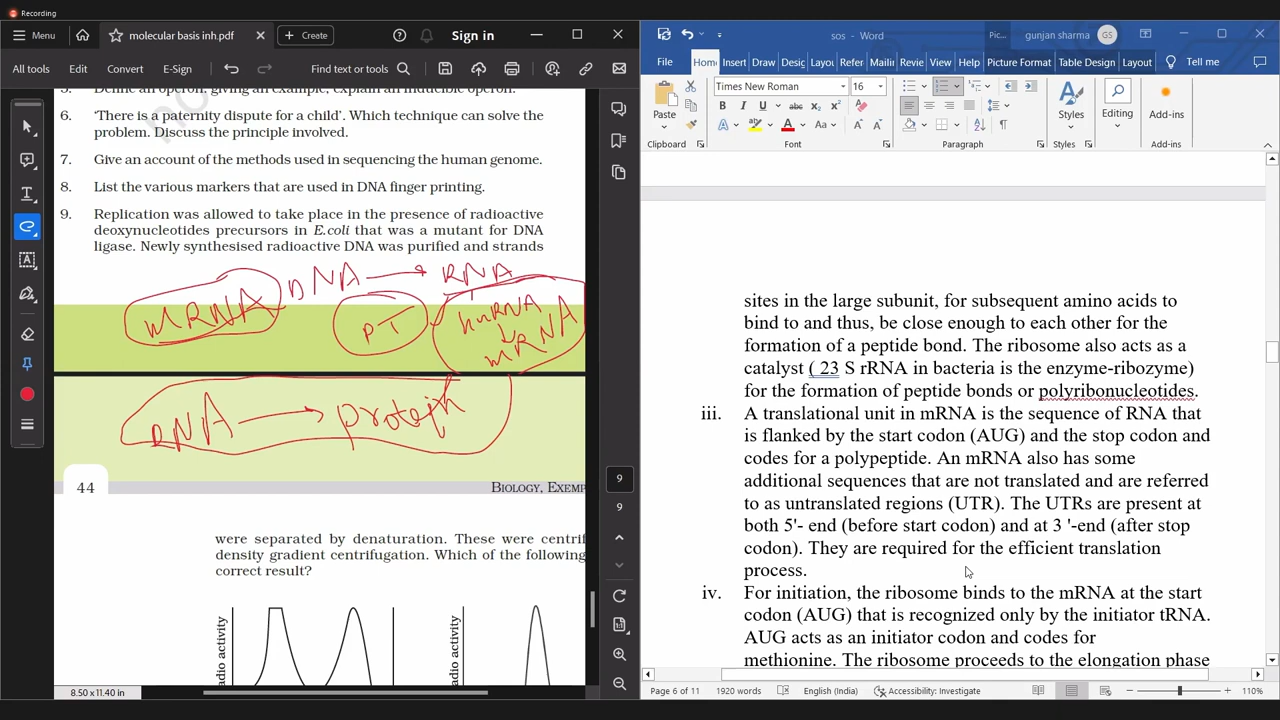 Recording
Menu
molecular basis inh.pdf
Create
Sign in
All tools
Edit
Convert
E-Sign
Find text or tools
5. Define an operon, giving an example, explain an inducible operon.
6. ‘There is a paternity dispute for a child’. Which technique can solve the
problem. Discuss the principle involved.
7. Give an account of the methods used in sequencing the human genome.
8. List the various markers that are used in DNA finger printing.
9. Replication was allowed to take place in the presence of radioactive
deoxynucleotides precursors in E.coli that was a mutant for DNA
ligase. Newly synthesised radioactive DNA was purified and strands
DNA → RNA
mRNA
PT
hnRNA
mRNA
RNA → protein
44
BIOLOGY, EXEMP
were separated by denaturation. These were centrif
density gradient centrifugation. Which of the following
correct result?
radio activity
radio activity
8.50 x 11.40 in
9
9
sos - Word
Pic...
gunjan sharma
GS
File
Home
Insert
Draw
Desig
Layou
Refer
Mailin
Revie
View
Help
Picture Format
Table Design
Layout
Tell me
Paste
Times New Roman
16
Styles
Editing
Add-ins
Clipboard
Font
Paragraph
Styles
Add-ins
sites in the large subunit, for subsequent amino acids to
bind to and thus, be close enough to each other for the
formation of a peptide bond. The ribosome also acts as a
catalyst ( 23 S rRNA in bacteria is the enzyme-ribozyme)
for the formation of peptide bonds or polyribonucleotides.
iii. A translational unit in mRNA is the sequence of RNA that
is flanked by the start codon (AUG) and the stop codon and
codes for a polypeptide. An mRNA also has some
additional sequences that are not translated and are referred
to as untranslated regions (UTR). The UTRs are present at
both 5'- end (before start codon) and at 3 '-end (after stop
codon). They are required for the efficient translation
process.
iv. For initiation, the ribosome binds to the mRNA at the start
codon (AUG) that is recognized only by the initiator tRNA.
AUG acts as an initiator codon and codes for
methionine. The ribosome proceeds to the elongation phase
Page 6 of 11
1920 words
English (India)
Accessibility: Investigate
110%